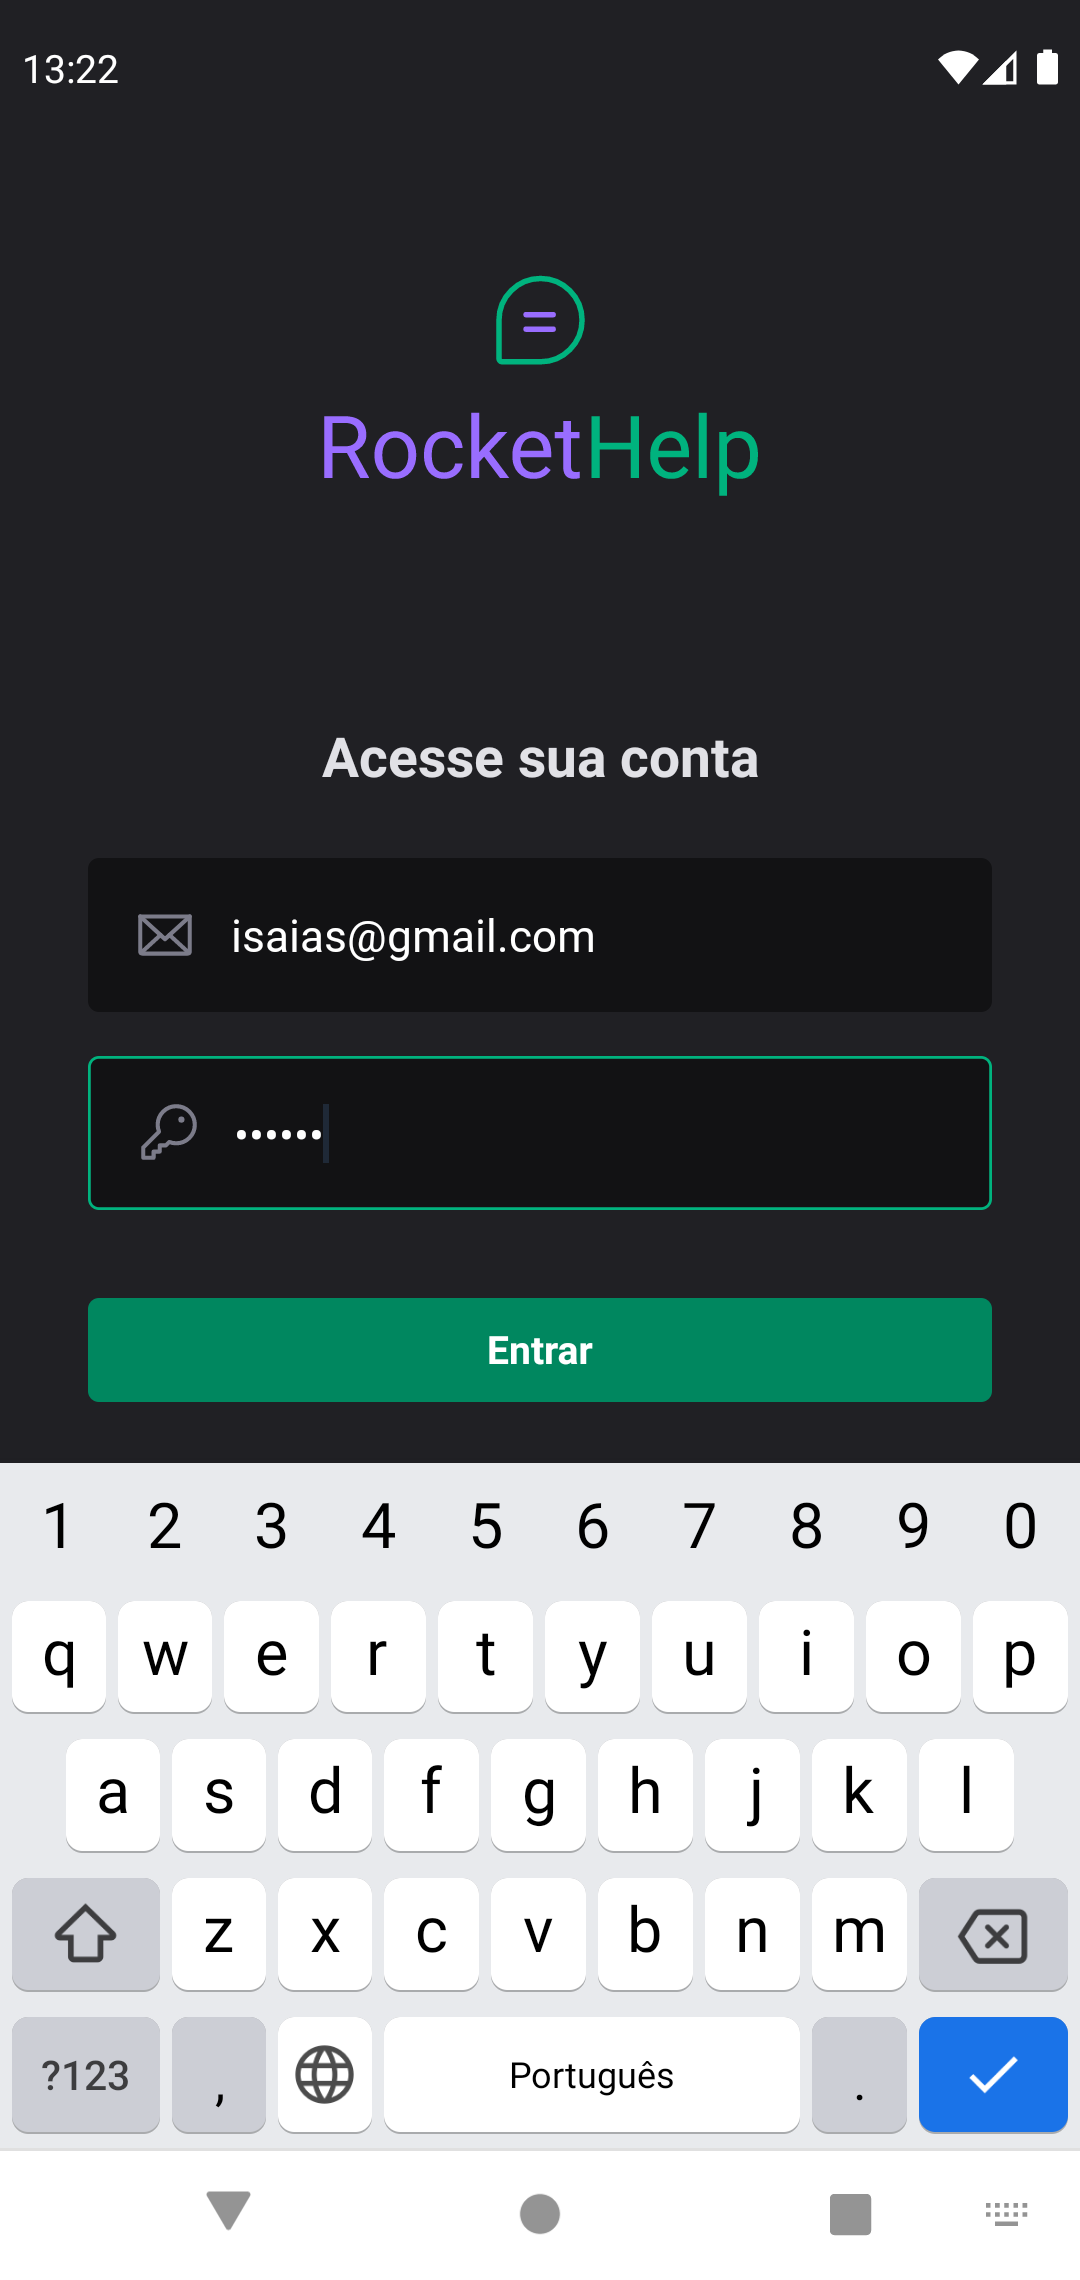 13:22
RocketHelp
Acesse sua conta
isaias@gmail.com
••••••
Entrar
1 2 3 4 5 6 7 8 9 0
q w e r t y u i o p
a s d f g h j k l
z x c v b n m
?123 , Português .